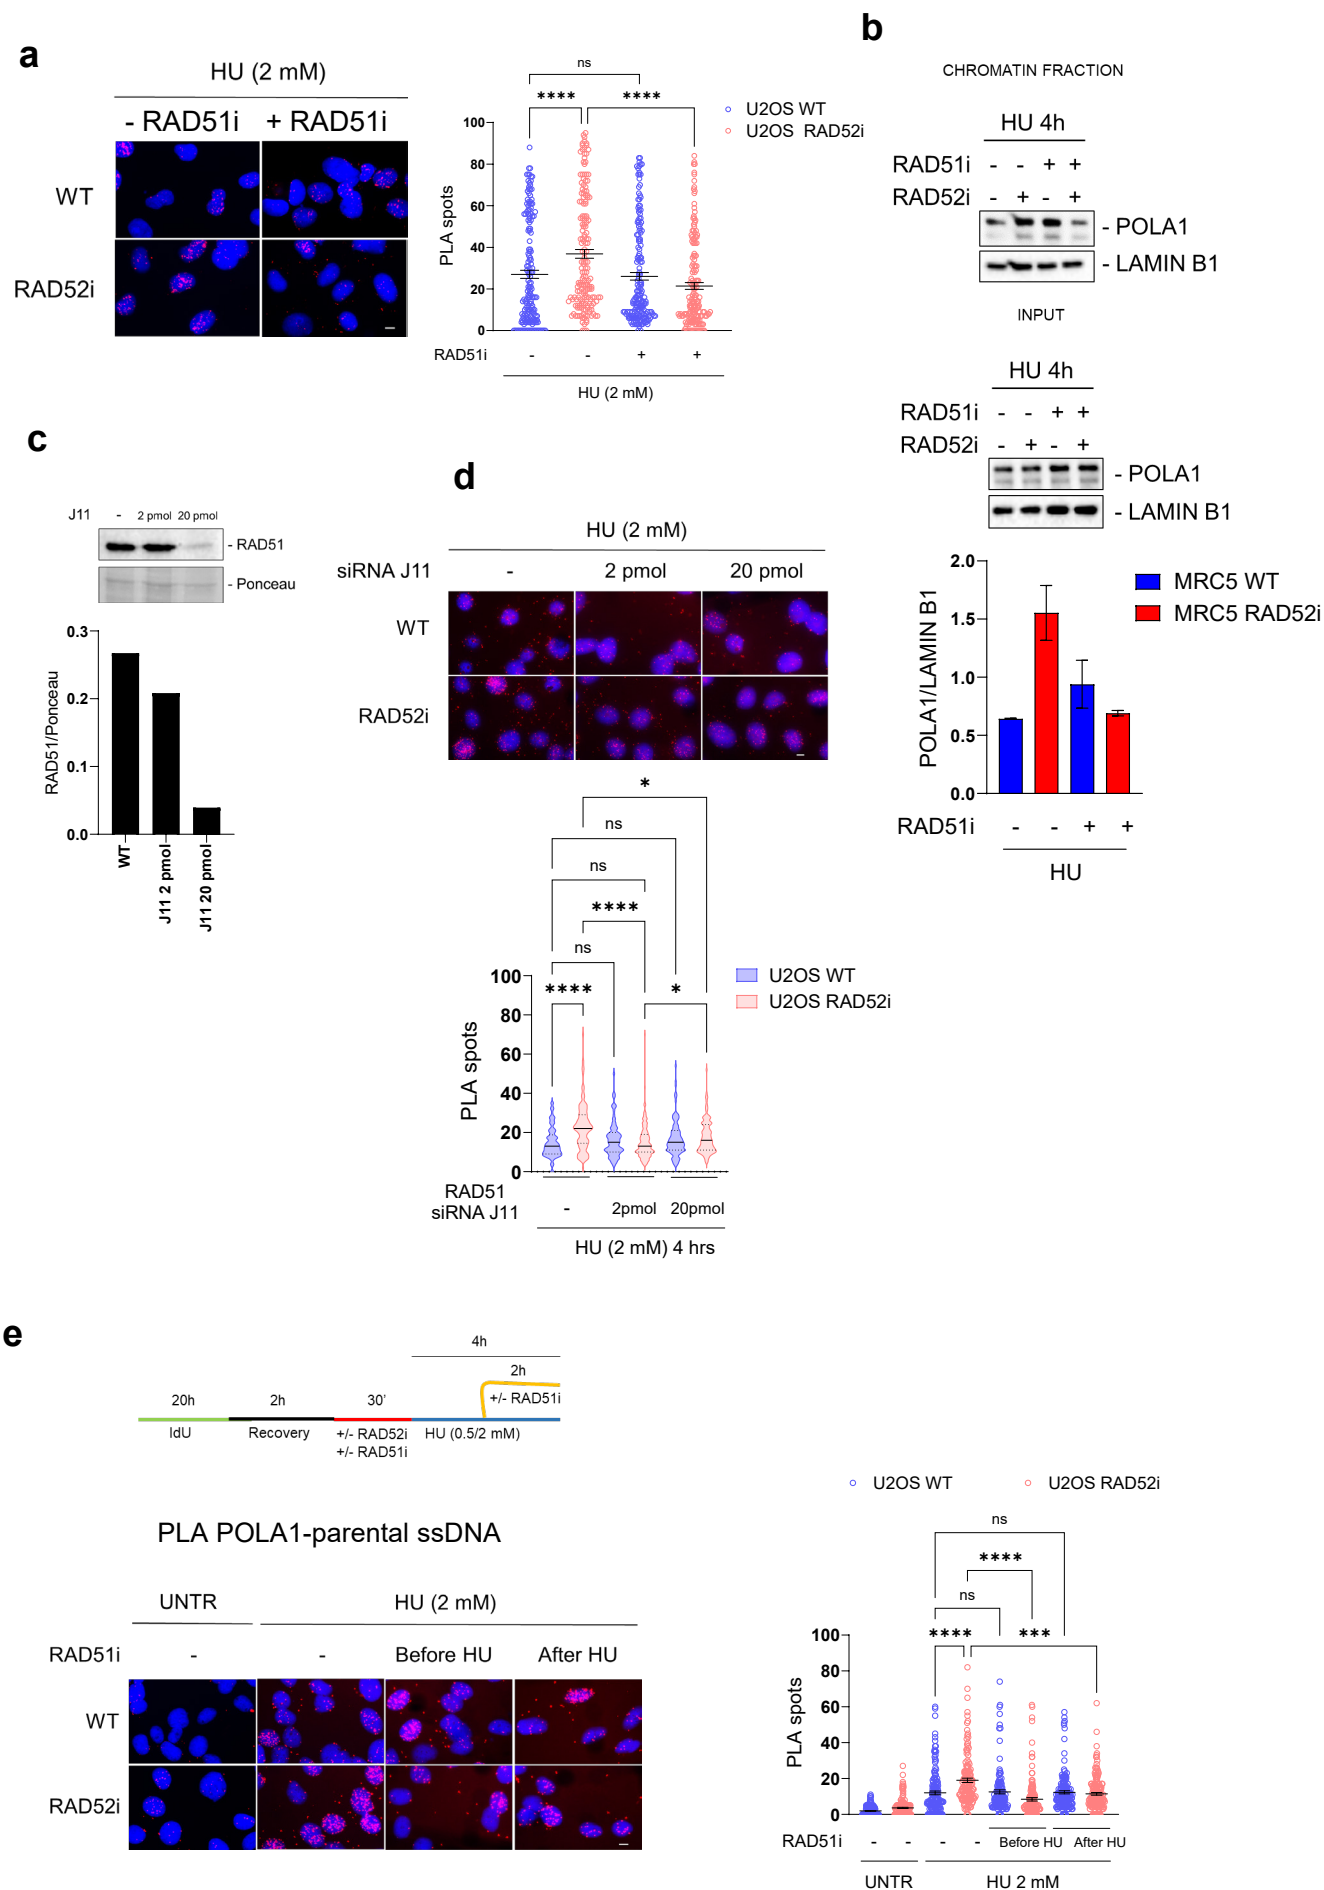 a
HU (2 mM)
- RAD51i + RAD51i
WT
RAD52i
ns
**** ****
U2OS WT
U2OS RAD52i
PLA spots
100
80
60
40
20
0
RAD51i - - + +
HU (2 mM)
b
CHROMATIN FRACTION
HU 4h
RAD51i - - + +
RAD52i - + - +
- POLA1
- LAMIN B1
INPUT
HU 4h
RAD51i - - + +
RAD52i - + - +
- POLA1
- LAMIN B1
POLA1/LAMIN B1
2.0
1.5
1.0
0.5
0.0
MRC5 WT
MRC5 RAD52i
RAD51i - - + +
HU
c
J11 - 2 pmol 20 pmol
- RAD51
- Ponceau
RAD51/Ponceau
0.3
0.2
0.1
0.0
WT
J11 2 pmol
J11 20 pmol
d
HU (2 mM)
siRNA J11 - 2 pmol 20 pmol
WT
RAD52i
*
ns
ns
****
ns
**** *
U2OS WT
U2OS RAD52i
PLA spots
100
80
60
40
20
0
RAD51
siRNA J11 - 2pmol 20pmol
HU (2 mM) 4 hrs
e
4h
2h
20h 2h 30' +/- RAD51i
IdU Recovery +/- RAD52i HU (0.5/2 mM)
+/- RAD51i
PLA POLA1-parental ssDNA
UNTR HU (2 mM)
RAD51i - - Before HU After HU
WT
RAD52i
U2OS WT U2OS RAD52i
ns
****
ns
**** ***
PLA spots
100
80
60
40
20
0
RAD51i - - - - Before HU After HU
UNTR HU 2 mM